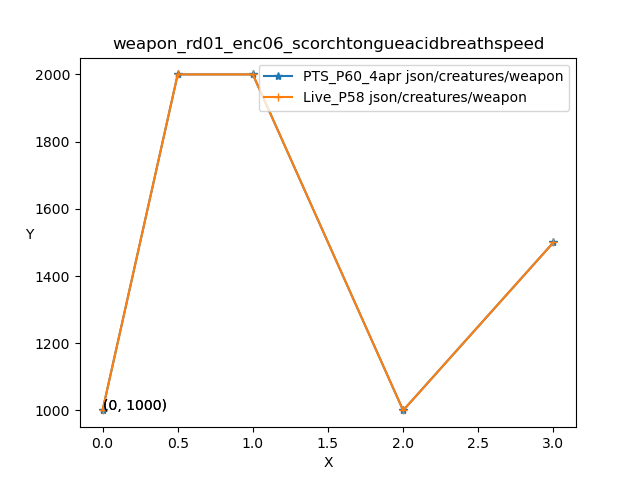 weapon_rd01_enc06_scorchtongueacidbreathspeed
PTS_P60_4apr json/creatures/weapon
Live_P58 json/creatures/weapon
2000
1800
1600
Y
1400
1200
1000
(0, 1000)
0.0 0.5 1.0 1.5 2.0 2.5 3.0
X